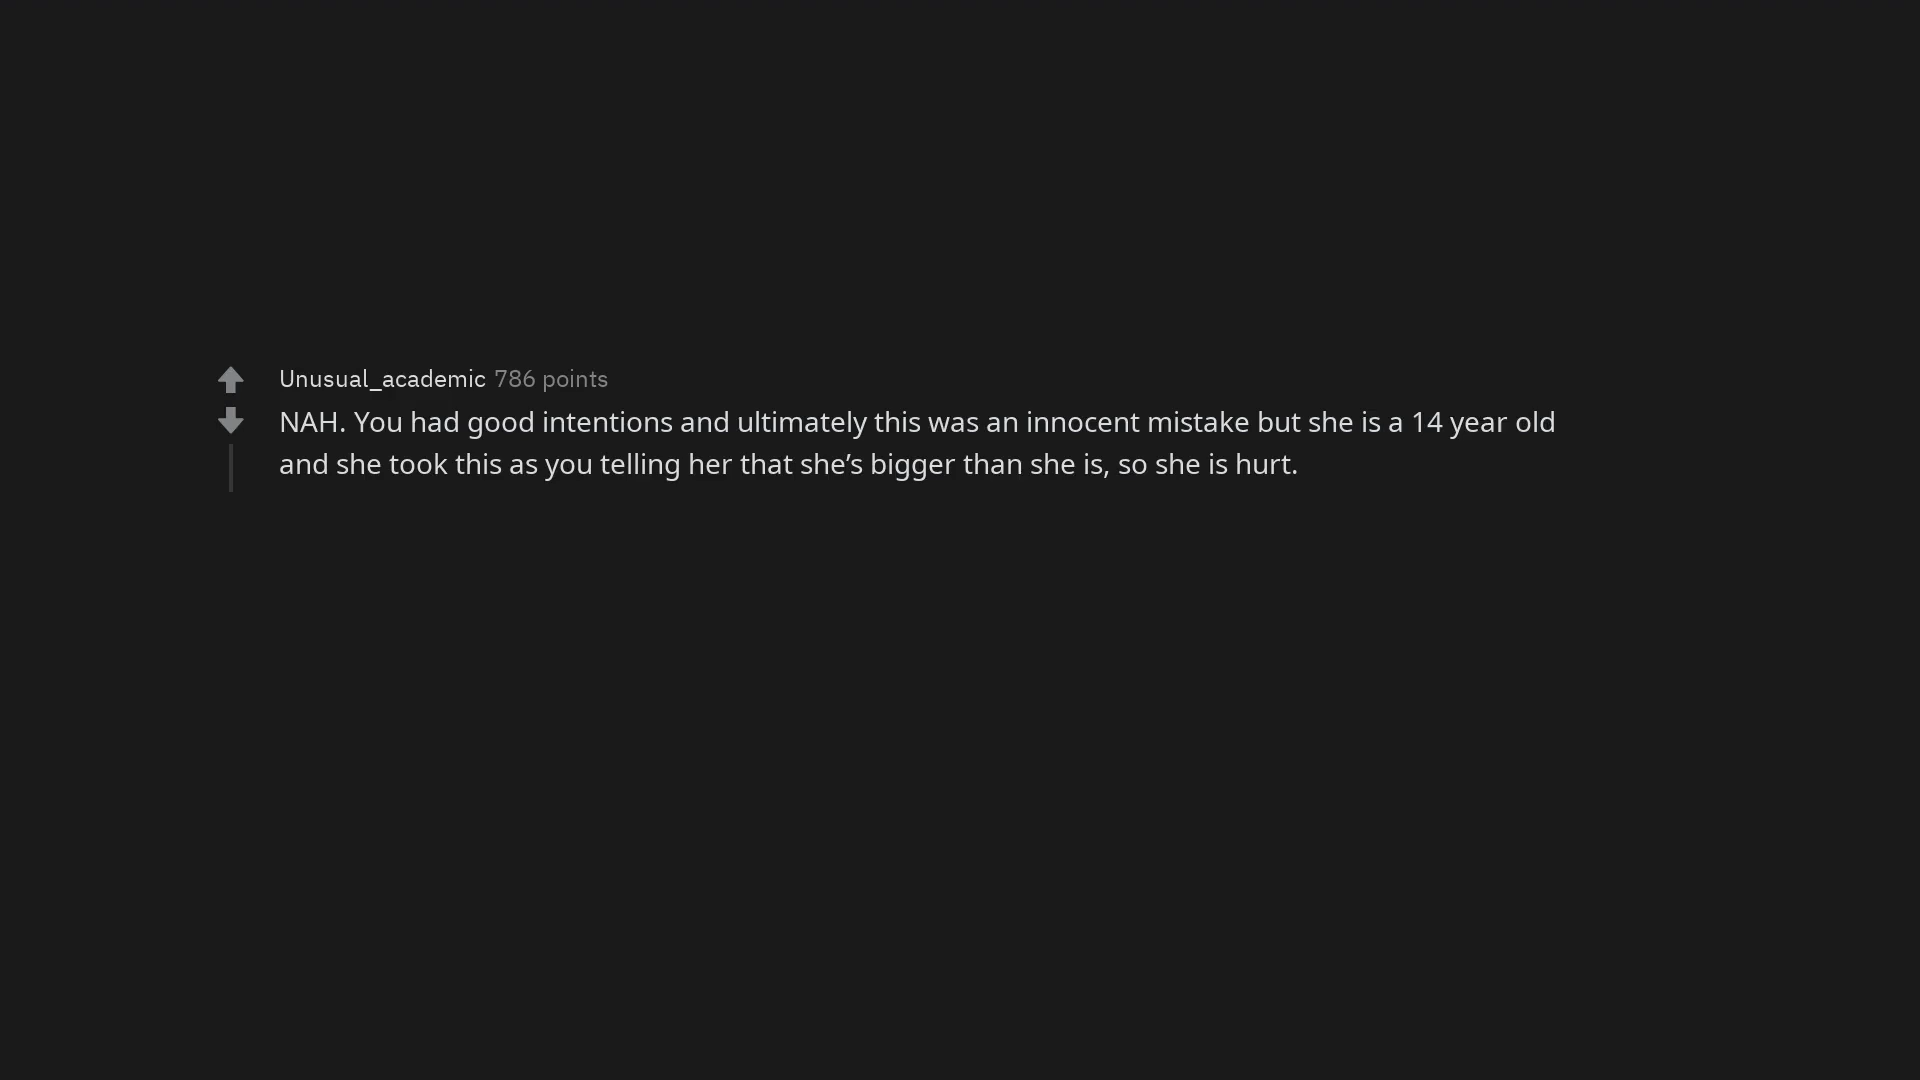 Unusual_academic 786 points
NAH. You had good intentions and ultimately this was an innocent mistake but she is a 14 year old
and she took this as you telling her that she’s bigger than she is, so she is hurt.